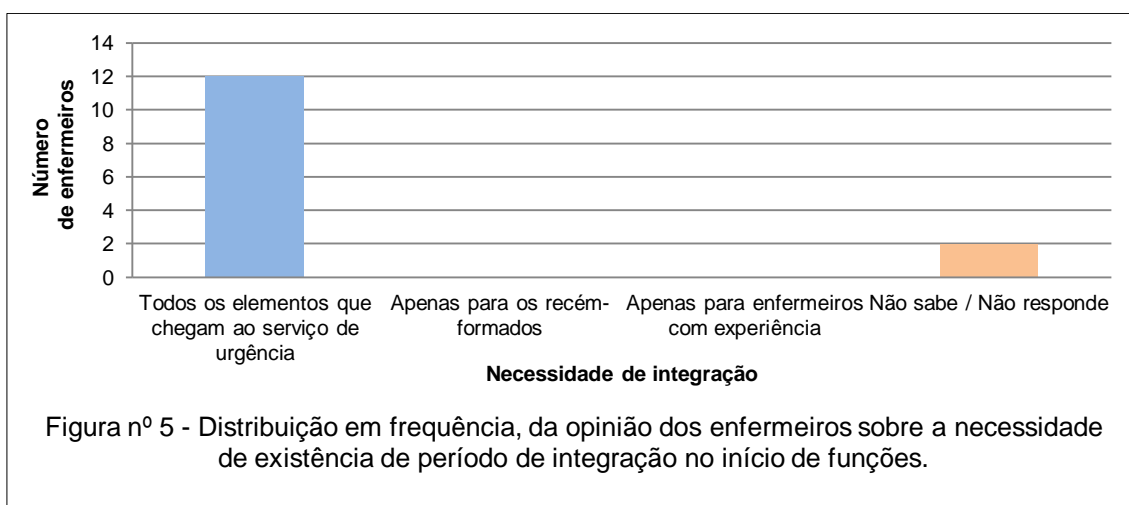 14
12
10
8
6
4
2
0
Número
de enfermeiros
Todos os elementos que
chegam ao serviço de
urgência
Apenas para os recém-
formados
Apenas para enfermeiros
com experiência
Não sabe / Não responde
Necessidade de integração
Figura nº 5 - Distribuição em frequência, da opinião dos enfermeiros sobre a necessidade
de existência de período de integração no início de funções.